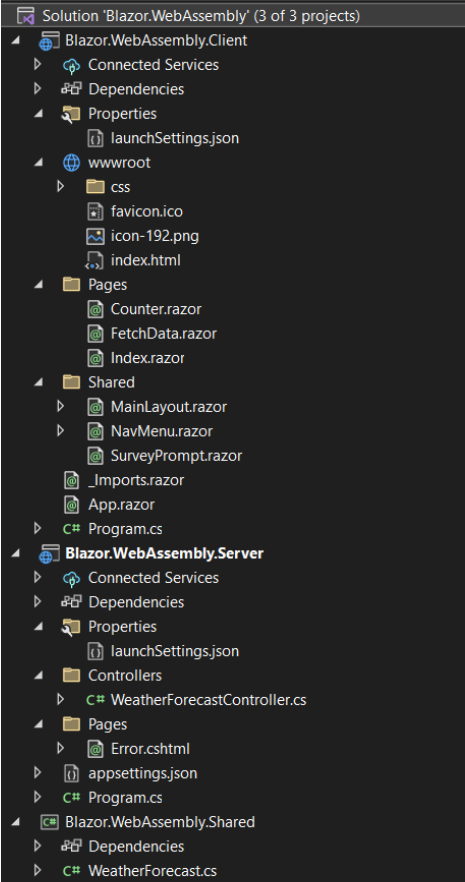 Solution 'Blazor.WebAssembly' (3 of 3 projects)
Blazor.WebAssembly.Client
Connected Services
Dependencies
Properties
launchSettings.json
wwwroot
css
favicon.ico
icon-192.png
index.html
Pages
Counter.razor
FetchData.razor
Index.razor
Shared
MainLayout.razor
NavMenu.razor
SurveyPrompt.razor
_Imports.razor
App.razor
C# Program.cs
Blazor.WebAssembly.Server
Connected Services
Dependencies
Properties
launchSettings.json
Controllers
C# WeatherForecastController.cs
Pages
Error.cshtml
appsettings.json
C# Program.cs
C# Blazor.WebAssembly.Shared
Dependencies
C# WeatherForecast.cs